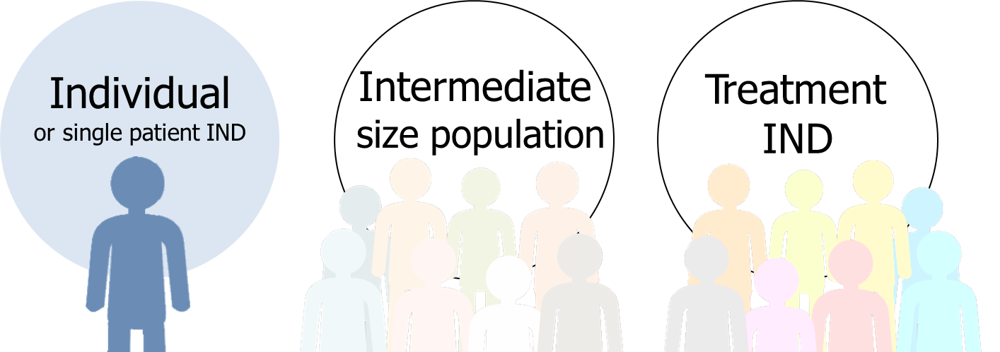 Individual
or single patient IND
Intermediate
size population
Treatment
IND